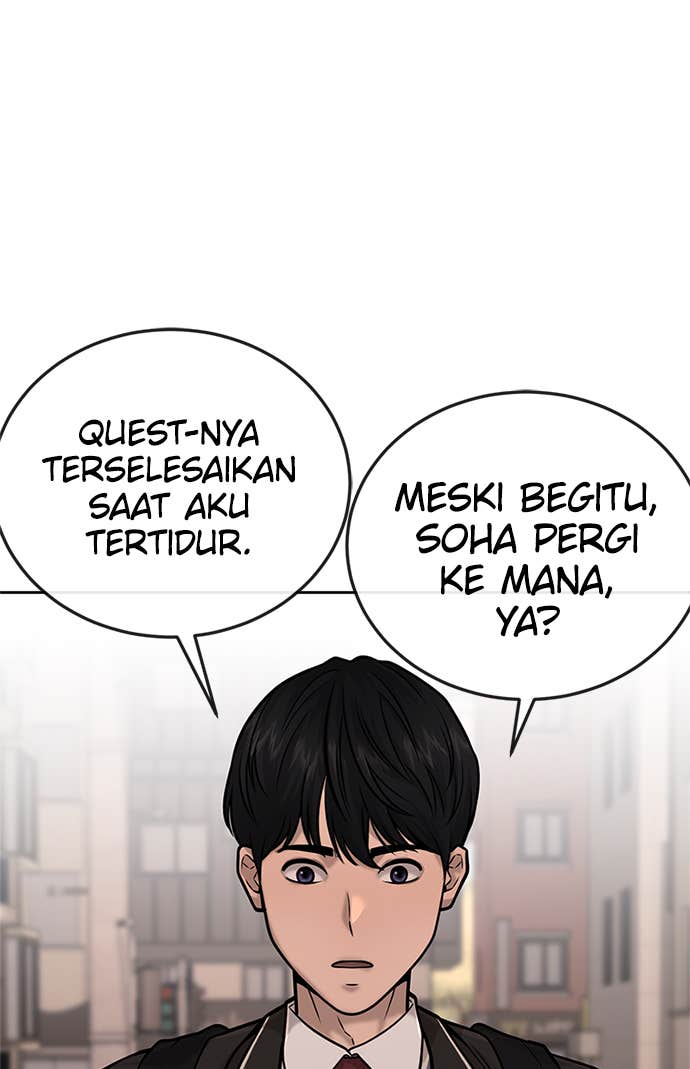 QUEST-NYA
TERSELESAIKAN
SAAT AKU
TERTIDUR.
MESKI BEGITU,
SOHA PERGI
KE MANA,
YA?